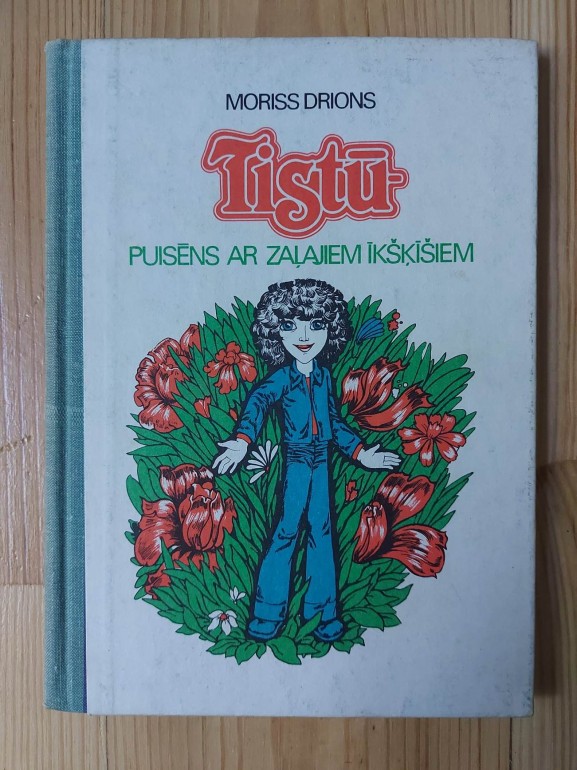 MORISS DRIONS
Tistū-
PUISĒNS AR ZAĻAJIEM ĪKŠĶĪŠIEM